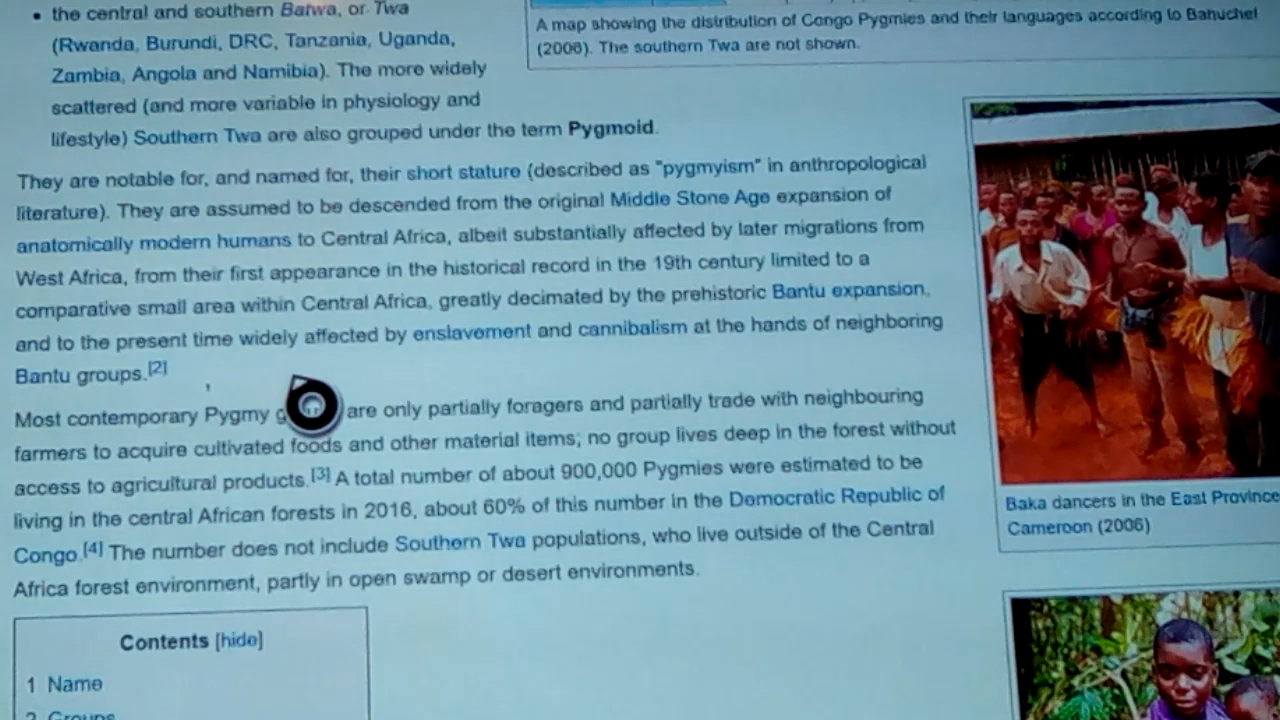 • the central and southern Batwa, or Twa
(Rwanda, Burundi, DRC, Tanzania, Uganda,
Zambia, Angola and Namibia). The more widely
scattered (and more variable in physiology and
lifestyle) Southern Twa are also grouped under the term Pygmoid.
A map showing the distribution of Congo Pygmies and their languages according to Bahuchet
(2006). The southern Twa are not shown.
They are notable for, and named for, their short stature (described as "pygmyism" in anthropological
literature). They are assumed to be descended from the original Middle Stone Age expansion of
anatomically modern humans to Central Africa, albeit substantially affected by later migrations from
West Africa, from their first appearance in the historical record in the 19th century limited to a
comparative small area within Central Africa, greatly decimated by the prehistoric Bantu expansion,
and to the present time widely affected by enslavement and cannibalism at the hands of neighboring
Bantu groups.[2]
Most contemporary Pygmy are only partially foragers and partially trade with neighbouring
farmers to acquire cultivated foods and other material items; no group lives deep in the forest without
access to agricultural products.[3] A total number of about 900,000 Pygmies were estimated to be
living in the central African forests in 2016, about 60% of this number in the Democratic Republic of
Congo.[4] The number does not include Southern Twa populations, who live outside of the Central
Africa forest environment, partly in open swamp or desert environments.
Baka dancers in the East Province
Cameroon (2006)
Contents [hide]
1 Name
2 Groups